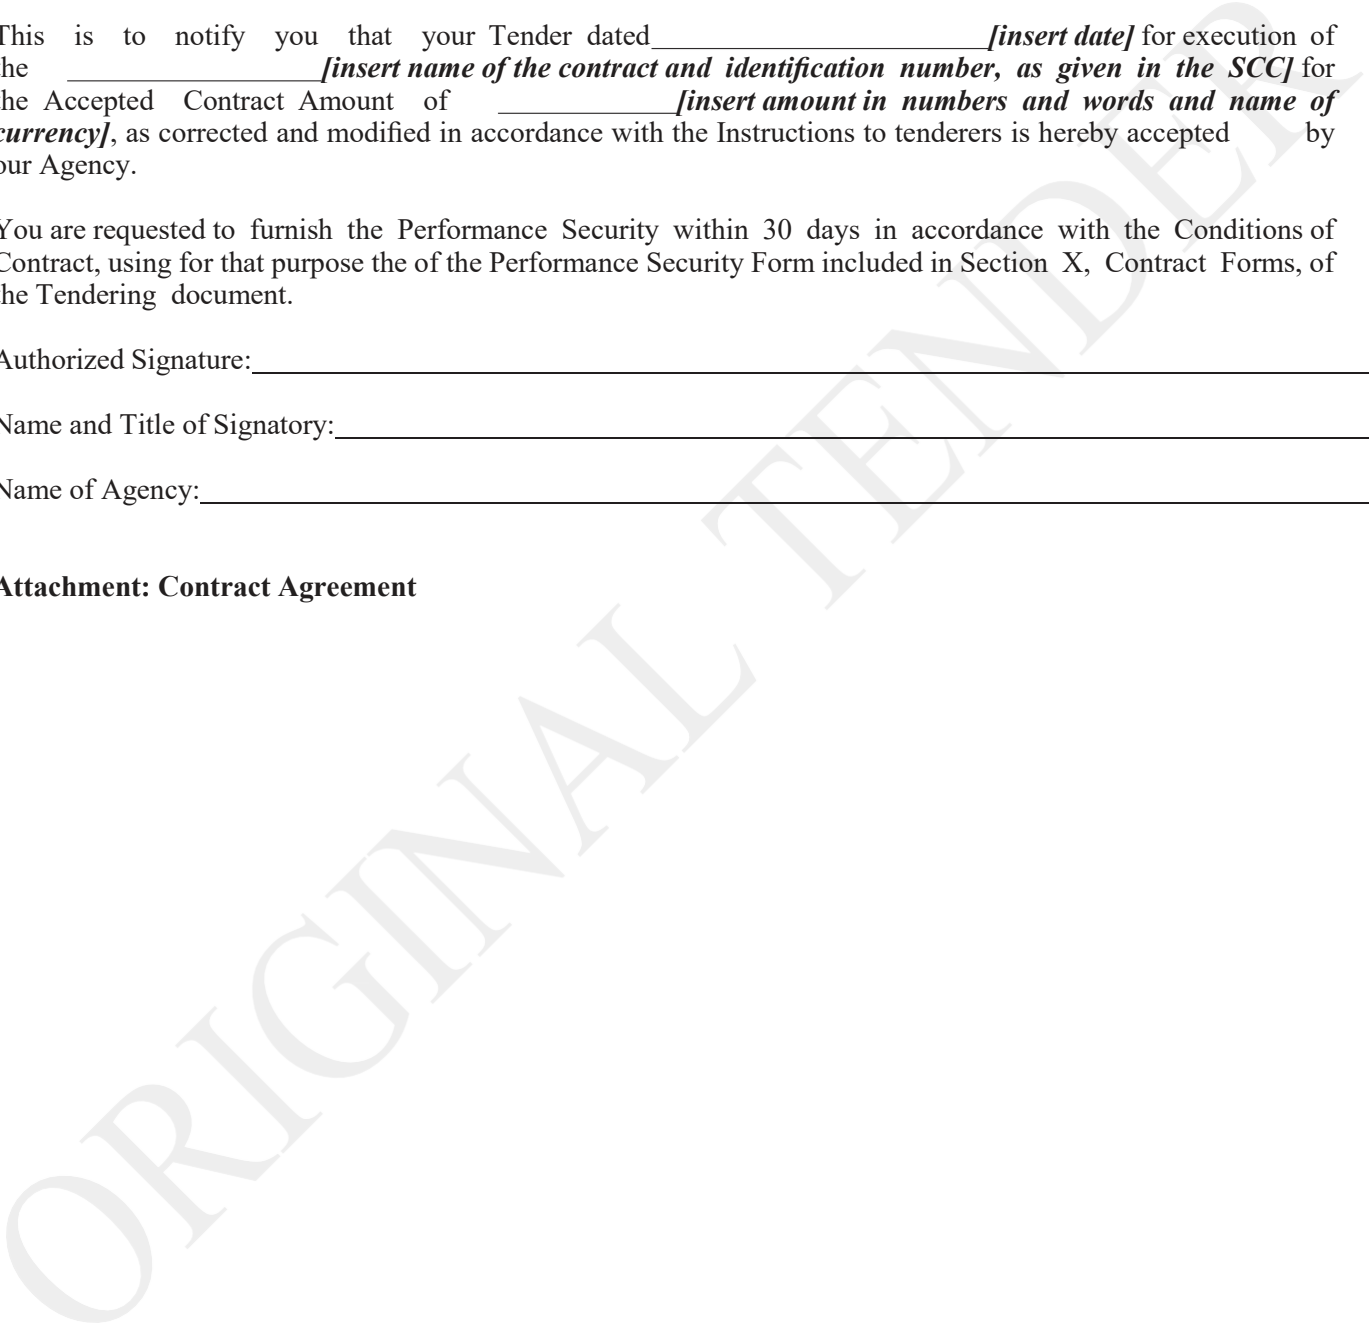 This is to notify you that your Tender dated______________________[insert date] for execution of
the _________________[insert name of the contract and identification number, as given in the SCC] for
the Accepted Contract Amount of ____________[insert amount in numbers and words and name of
currency], as corrected and modified in accordance with the Instructions to tenderers is hereby accepted by
our Agency.
You are requested to furnish the Performance Security within 30 days in accordance with the Conditions of
Contract, using for that purpose the of the Performance Security Form included in Section X, Contract Forms, of
the Tendering document.
Authorized Signature:
Name and Title of Signatory:
Name of Agency:
Attachment: Contract Agreement
ORIGINAL TENDER